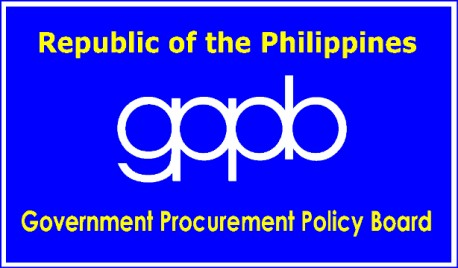 Republic of the Philippines
gppb
Government Procurement Policy Board